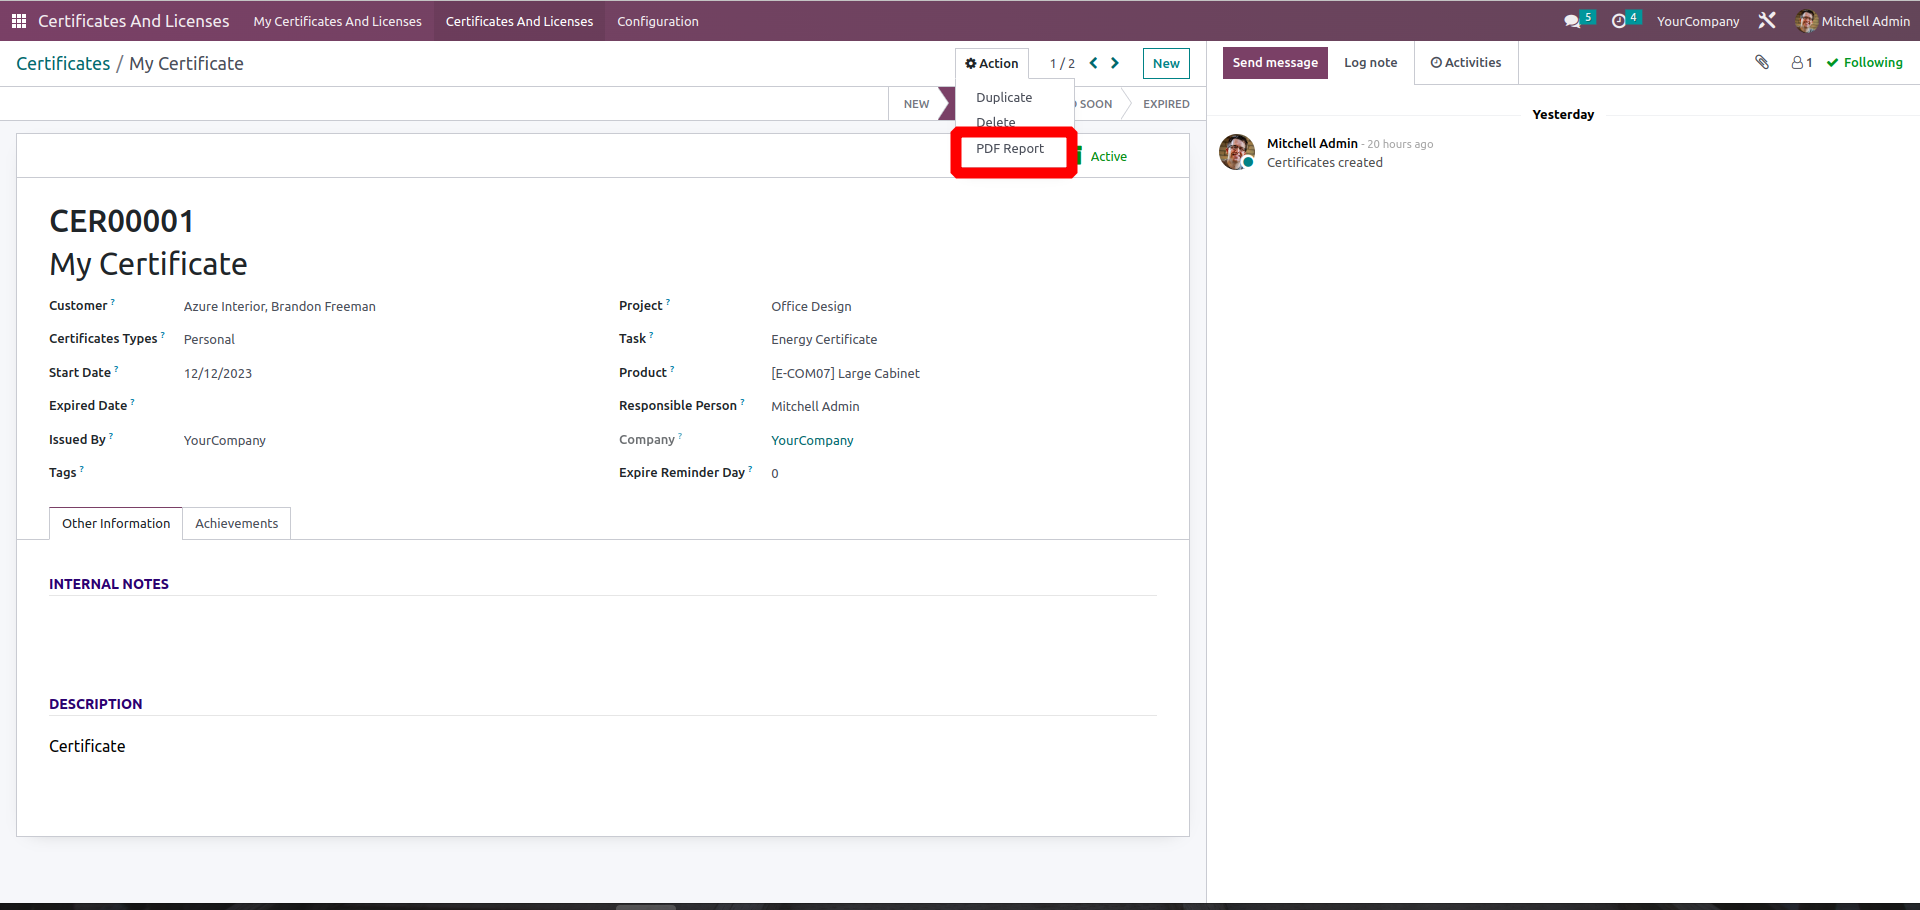 Certificates And Licenses My Certificates And Licenses Certificates And Licenses Configuration 5 4 YourCompany Mitchell Admin
Certificates / My Certificate Action 1 / 2 New
Send message Log note Activities 1 Following
NEW SOON EXPIRED
Duplicate
Delete
PDF Report
Active
CER00001
My Certificate
Customer ? Azure Interior, Brandon Freeman
Certificates Types ? Personal
Start Date ? 12/12/2023
Expired Date ?
Issued By ? YourCompany
Tags ?
Project ? Office Design
Task ? Energy Certificate
Product ? [E-COM07] Large Cabinet
Responsible Person ? Mitchell Admin
Company ? YourCompany
Expire Reminder Day ? 0
Other Information Achievements
INTERNAL NOTES
DESCRIPTION
Certificate
Yesterday
Mitchell Admin - 20 hours ago
Certificates created